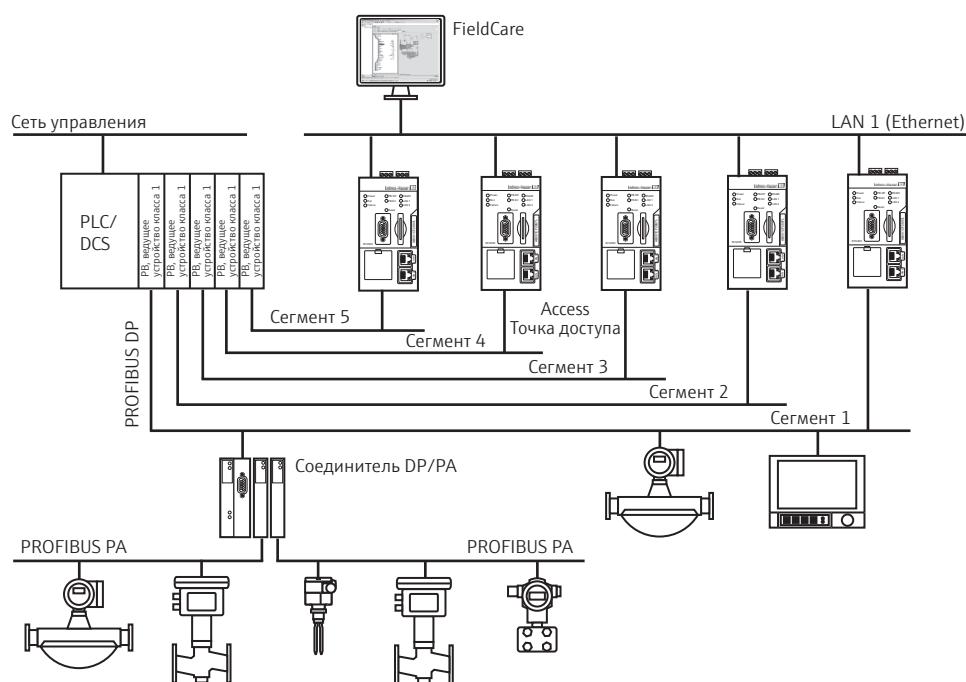 FieldCare
Сеть управления
LAN 1 (Ethernet)
PLC/
DCS
PB, ведущее
устройство класса 1
PB, ведущее
устройство класса 1
PB, ведущее
устройство класса 1
PB, ведущее
устройство класса 1
PB, ведущее
устройство класса 1
Access
Точка доступа
Сегмент 5
Сегмент 4
Сегмент 3
Сегмент 2
Сегмент 1
PROFIBUS DP
Соединитель DP/PA
PROFIBUS PA
PROFIBUS PA